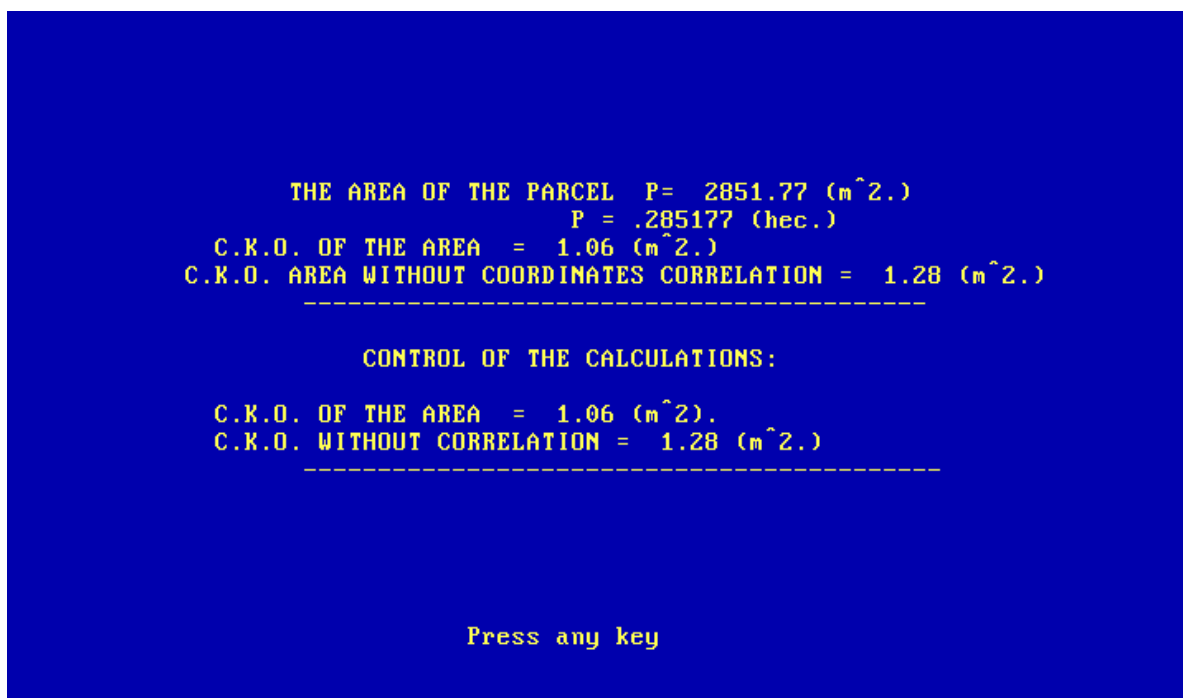 THE AREA OF THE PARCEL P= 2851.77 (m^2.)
P = .285177 (hec.)
C.K.O. OF THE AREA = 1.06 (m^2.)
C.K.O. AREA WITHOUT COORDINATES CORRELATION = 1.28 (m^2.)
------------------------------------------
CONTROL OF THE CALCULATIONS:
C.K.O. OF THE AREA = 1.06 (m^2).
C.K.O. WITHOUT CORRELATION = 1.28 (m^2.)
-------------------------------------------
Press any key